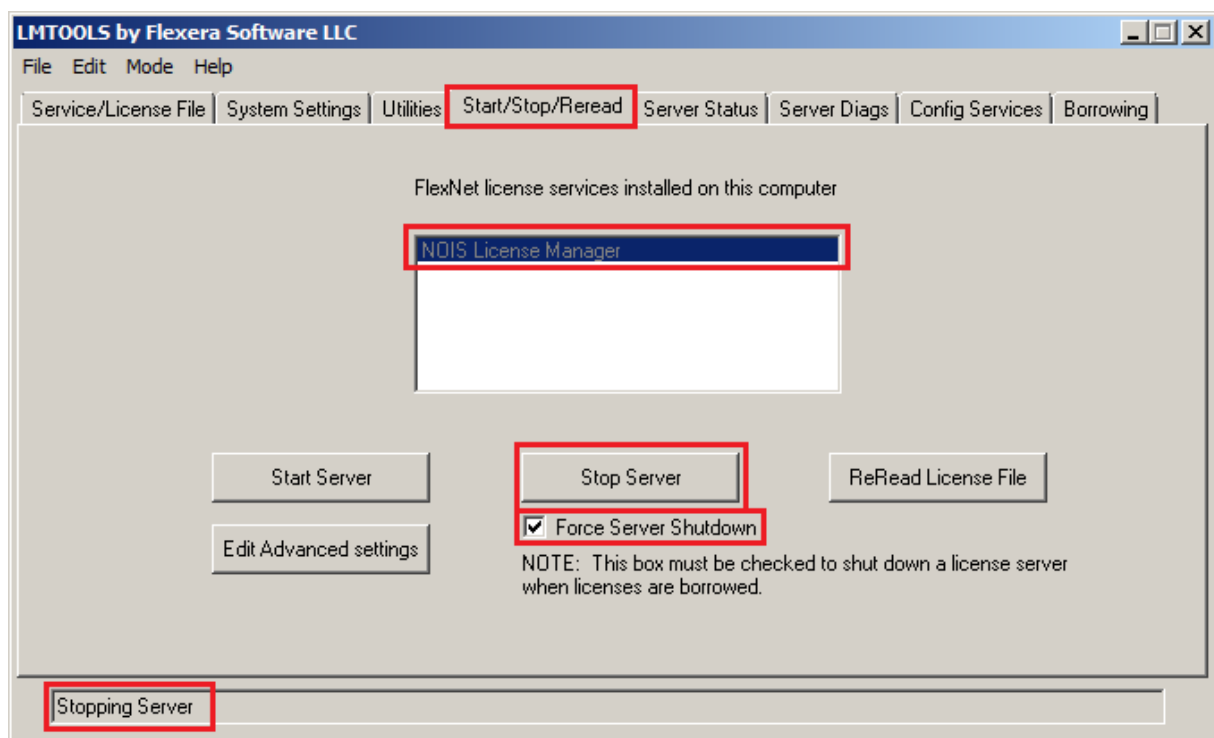 LMTOOLS by Flexera Software LLC
File Edit Mode Help
Service/License File System Settings Utilities Start/Stop/Reread Server Status Server Diags Config Services Borrowing
FlexNet license services installed on this computer
NOIS License Manager
Start Server Stop Server ReRead License File
Force Server Shutdown
Edit Advanced settings
NOTE: This box must be checked to shut down a license server
when licenses are borrowed.
Stopping Server